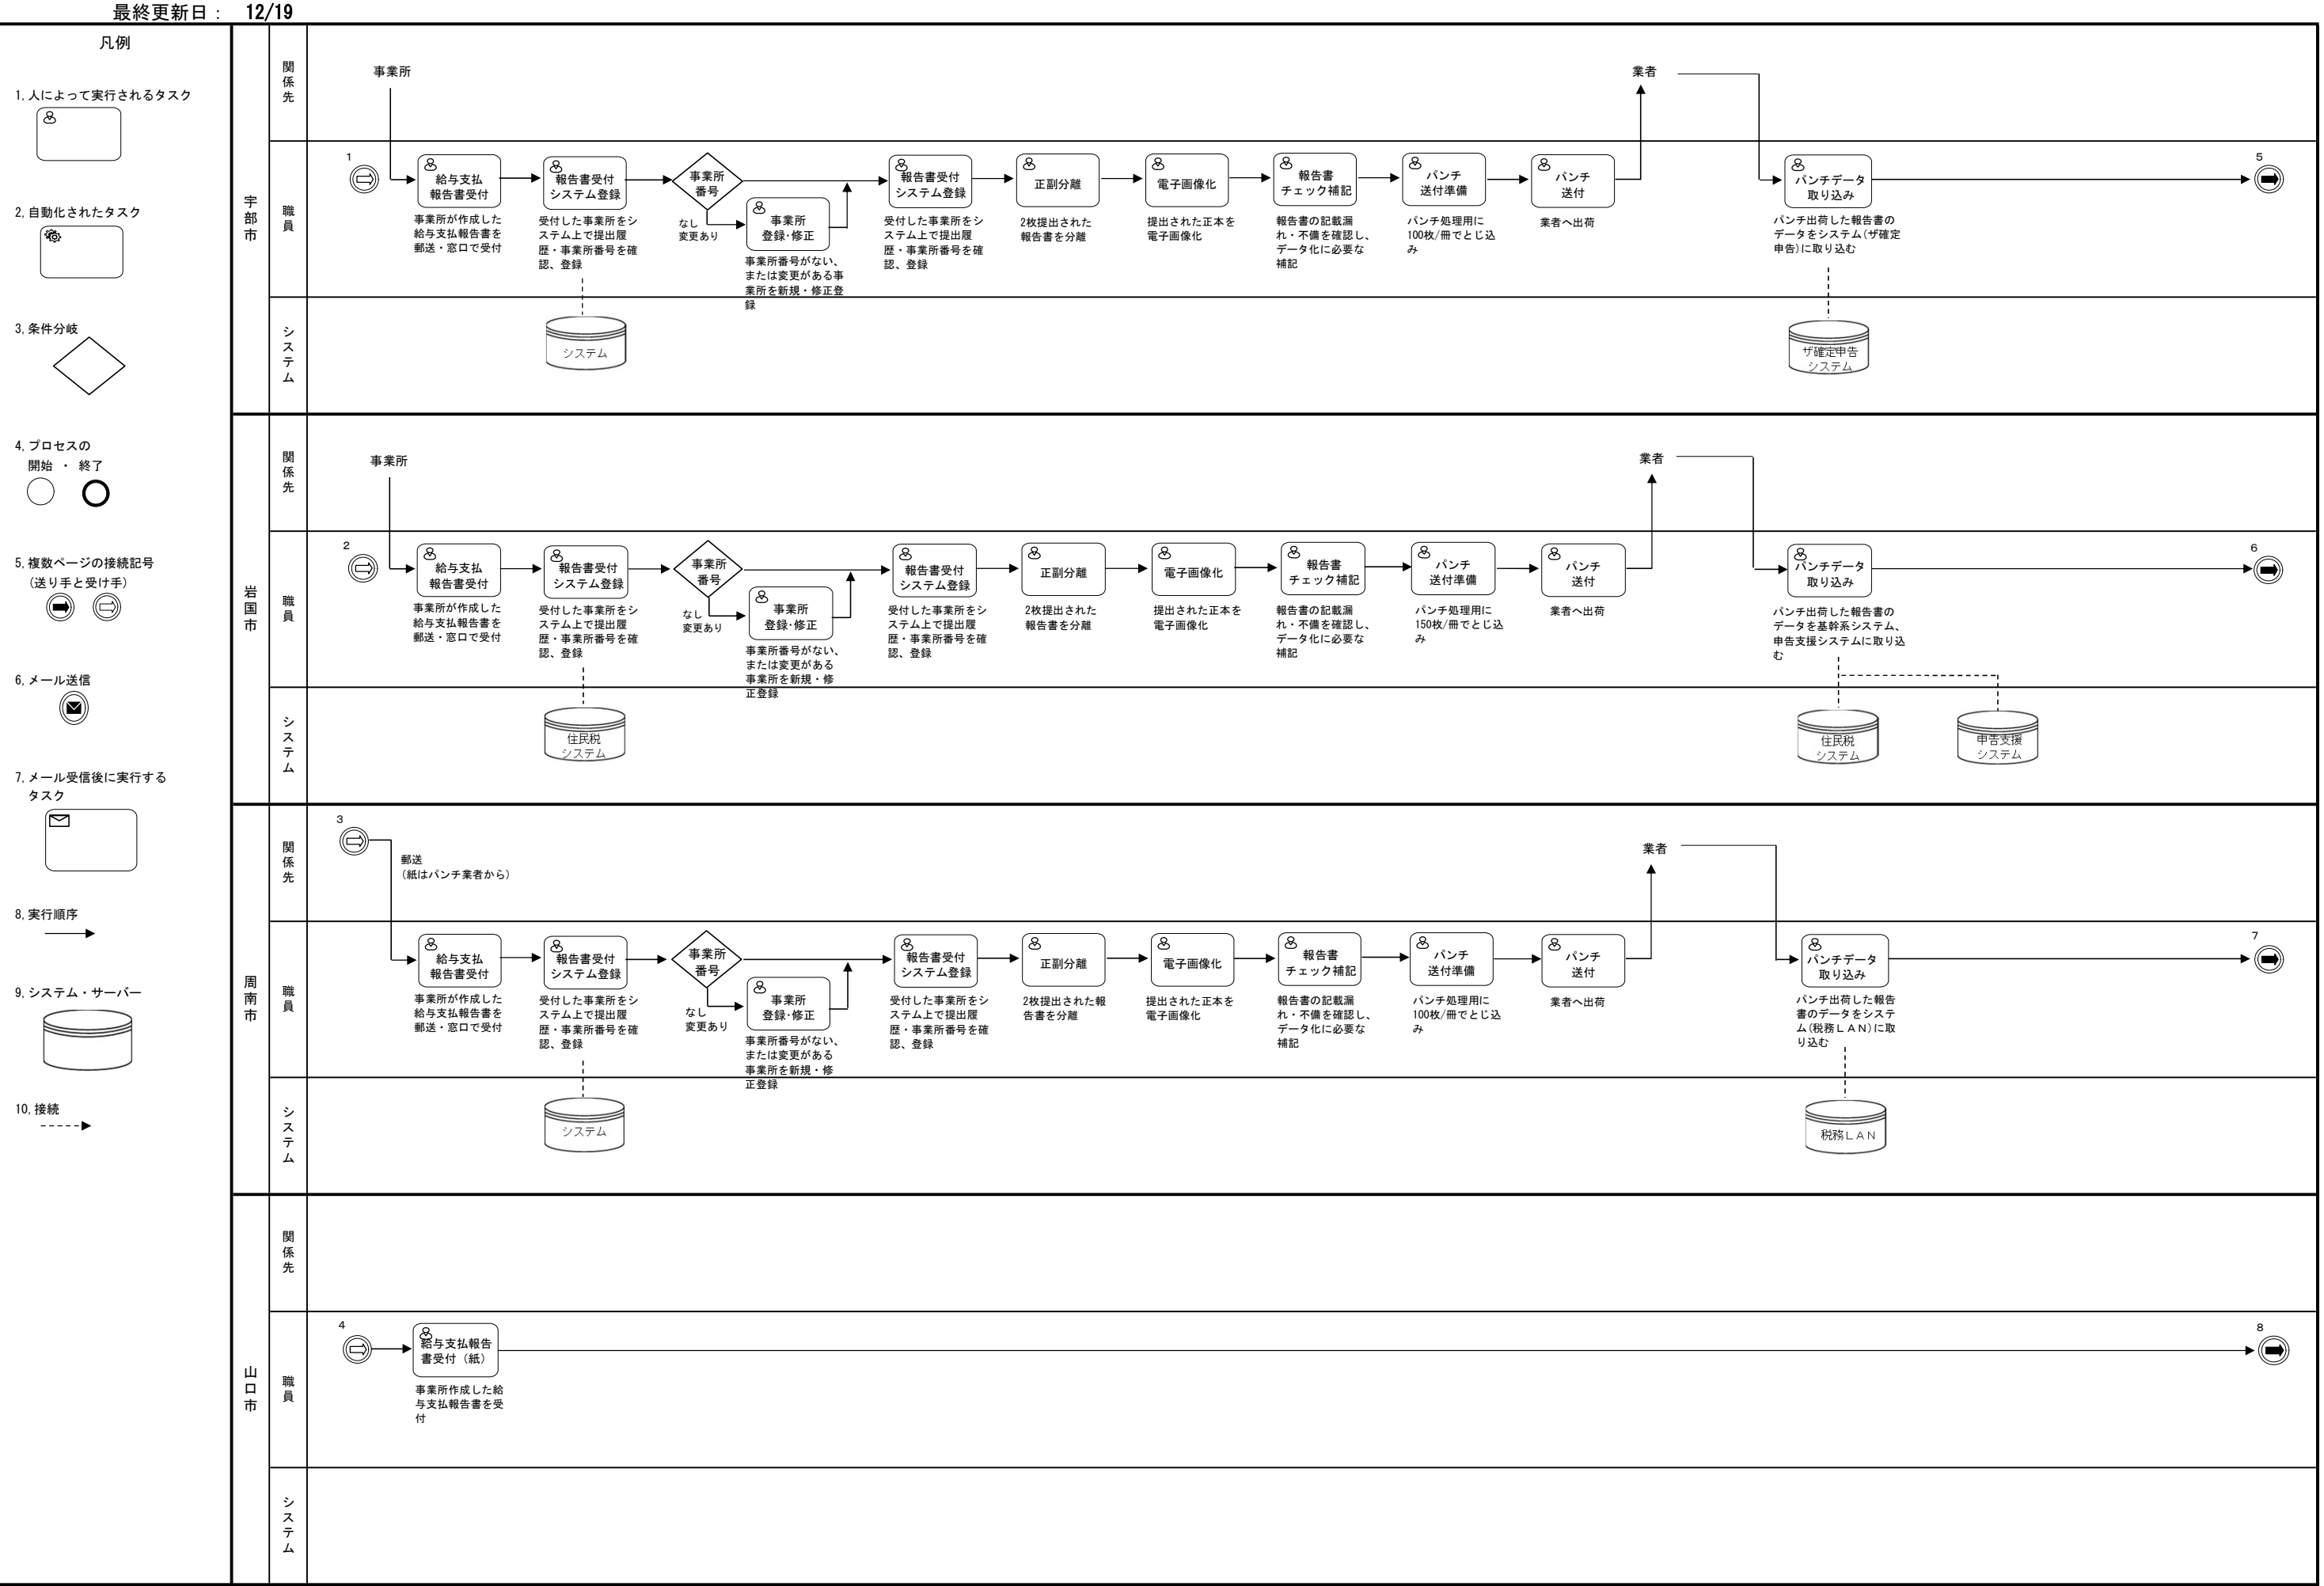 最終更新日： 12/19
凡例
1,人によって実行されるタスク
2,自動化されたタスク
3,条件分岐
4,プロセスの
開始 ・ 終了
5,複数ページの接続記号
(送り手と受け手)
6,メール送信
7,メール受信後に実行する
タスク
8,実行順序
9,システム・サーバー
10,接続
宇部市
関係先
事業所
業者
職員
1
給与支払
報告書受付
事業所が作成した
給与支払報告書を
郵送・窓口で受付
報告書受付
システム登録
受付した事業所をシ
ステム上で提出履
歴・事業所番号を確
認、登録
事業所
番号
なし
変更あり
事業所
登録･修正
事業所番号がない、
または変更がある事
業所を新規・修正登
録
報告書受付
システム登録
受付した事業所をシ
ステム上で提出履
歴・事業所番号を確
認、登録
正副分離
2枚提出された
報告書を分離
電子画像化
提出された正本を
電子画像化
報告書
チェック補記
報告書の記載漏
れ・不備を確認し、
データ化に必要な
補記
パンチ
送付準備
パンチ処理用に
100枚/冊でとじ込
み
パンチ
送付
業者へ出荷
パンチデータ
取り込み
パンチ出荷した報告書の
データをシステム(ザ確定
申告)に取り込む
5
システム
システム
ザ確定申告
システム
岩国市
関係先
事業所
業者
職員
2
給与支払
報告書受付
事業所が作成した
給与支払報告書を
郵送・窓口で受付
報告書受付
システム登録
受付した事業所をシ
ステム上で提出履
歴・事業所番号を確
認、登録
事業所
番号
なし
変更あり
事業所
登録･修正
事業所番号がない、
または変更がある
事業所を新規・修
正登録
報告書受付
システム登録
受付した事業所をシ
ステム上で提出履
歴・事業所番号を確
認、登録
正副分離
2枚提出された
報告書を分離
電子画像化
提出された正本を
電子画像化
報告書
チェック補記
報告書の記載漏
れ・不備を確認し、
データ化に必要な
補記
パンチ
送付準備
パンチ処理用に
150枚/冊でとじ込
み
パンチ
送付
業者へ出荷
パンチデータ
取り込み
パンチ出荷した報告書の
データを基幹系システム、
申告支援システムに取り込
む
6
システム
住民税
システム
住民税
システム
申告支援
システム
周南市
関係先
3
郵送
(紙はパンチ業者から)
業者
職員
給与支払
報告書受付
事業所が作成した
給与支払報告書を
郵送・窓口で受付
報告書受付
システム登録
受付した事業所をシ
ステム上で提出履
歴・事業所番号を確
認、登録
事業所
番号
なし
変更あり
事業所
登録･修正
事業所番号がない、
または変更がある
事業所を新規・修
正登録
報告書受付
システム登録
受付した事業所をシ
ステム上で提出履
歴・事業所番号を確
認、登録
正副分離
2枚提出された報
告書を分離
電子画像化
提出された正本を
電子画像化
報告書
チェック補記
報告書の記載漏
れ・不備を確認し、
データ化に必要な
補記
パンチ
送付準備
パンチ処理用に
100枚/冊でとじ込
み
パンチ
送付
業者へ出荷
パンチデータ
取り込み
パンチ出荷した報告
書のデータをシステ
ム(税務ＬＡＮ)に取
り込む
7
システム
システム
税務ＬＡＮ
山口市
関係先
職員
4
給与支払報告
書受付（紙）
事業所作成した給
与支払報告書を受
付
8
システム